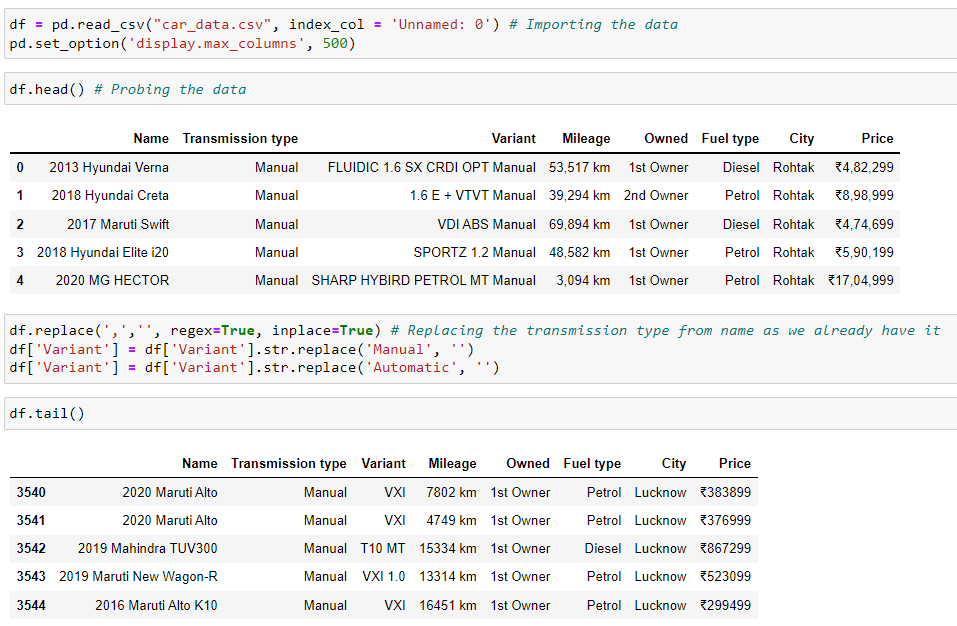 df = pd.read_csv("car_data.csv", index_col = 'Unnamed: 0') # Importing the data
pd.set_option('display.max_columns', 500)
df.head() # Probing the data
Name Transmission type Variant Mileage Owned Fuel type City Price
0 2013 Hyundai Verna Manual FLUIDIC 1.6 SX CRDI OPT Manual 53,517 km 1st Owner Diesel Rohtak ₹4,82,299
1 2018 Hyundai Creta Manual 1.6 E + VTVT Manual 39,294 km 2nd Owner Petrol Rohtak ₹8,98,999
2 2017 Maruti Swift Manual VDI ABS Manual 69,894 km 1st Owner Diesel Rohtak ₹4,74,699
3 2018 Hyundai Elite i20 Manual SPORTZ 1.2 Manual 48,582 km 1st Owner Petrol Rohtak ₹5,90,199
4 2020 MG HECTOR Manual SHARP HYBIRD PETROL MT Manual 3,094 km 1st Owner Petrol Rohtak ₹17,04,999
df.replace(',','', regex=True, inplace=True) # Replacing the transmission type from name as we already have it
df['Variant'] = df['Variant'].str.replace('Manual', '')
df['Variant'] = df['Variant'].str.replace('Automatic', '')
df.tail()
Name Transmission type Variant Mileage Owned Fuel type City Price
3540 2020 Maruti Alto Manual VXI 7802 km 1st Owner Petrol Lucknow ₹383899
3541 2020 Maruti Alto Manual VXI 4749 km 1st Owner Petrol Lucknow ₹376999
3542 2019 Mahindra TUV300 Manual T10 MT 15334 km 1st Owner Diesel Lucknow ₹867299
3543 2019 Maruti New Wagon-R Manual VXI 1.0 13314 km 1st Owner Petrol Lucknow ₹523099
3544 2016 Maruti Alto K10 Manual VXI 16451 km 1st Owner Petrol Lucknow ₹299499